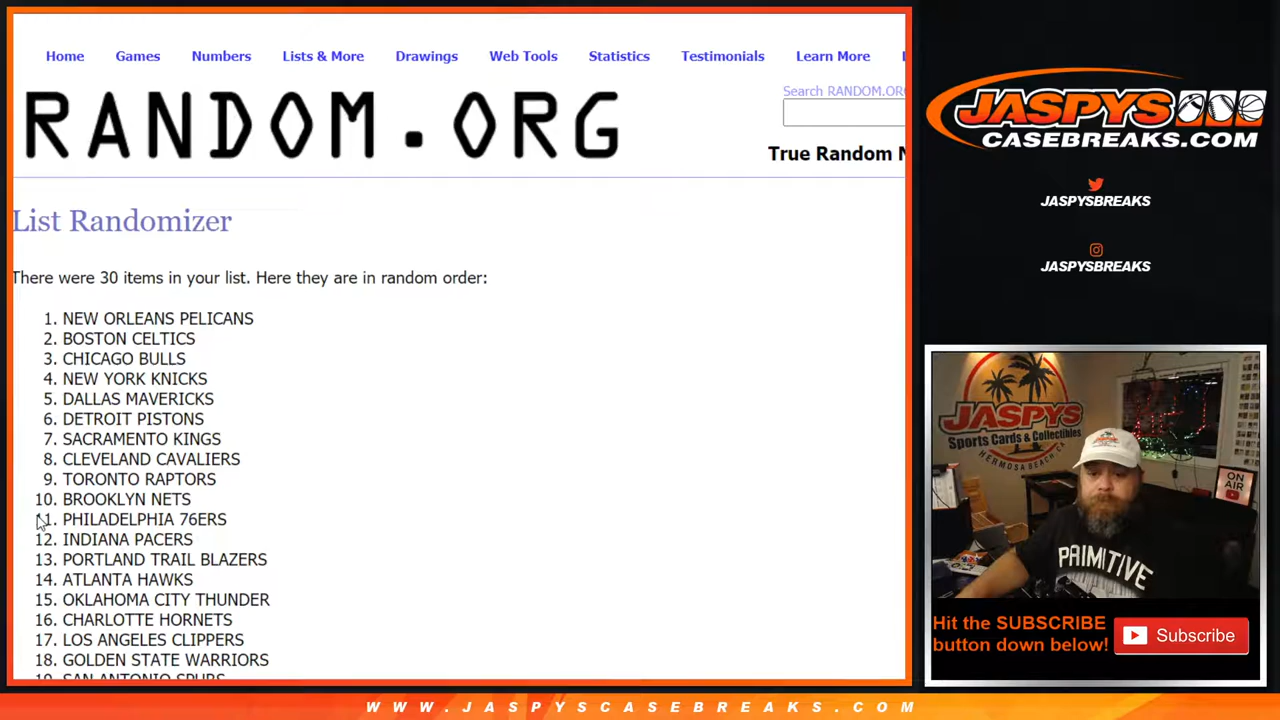 Home Games Numbers Lists & More Drawings Web Tools Statistics Testimonials Learn More
RANDOM.ORG
Search RANDOM.ORG
True Random N
List Randomizer
There were 30 items in your list. Here they are in random order:
1. NEW ORLEANS PELICANS
2. BOSTON CELTICS
3. CHICAGO BULLS
4. NEW YORK KNICKS
5. DALLAS MAVERICKS
6. DETROIT PISTONS
7. SACRAMENTO KINGS
8. CLEVELAND CAVALIERS
9. TORONTO RAPTORS
10. BROOKLYN NETS
11. PHILADELPHIA 76ERS
12. INDIANA PACERS
13. PORTLAND TRAIL BLAZERS
14. ATLANTA HAWKS
15. OKLAHOMA CITY THUNDER
16. CHARLOTTE HORNETS
17. LOS ANGELES CLIPPERS
18. GOLDEN STATE WARRIORS
19. SAN ANTONIO SPURS
JASPYS
CASEBREAKS.COM
JASPYSBREAKS
JASPYSBREAKS
JASPYS
Sports Cards & Collectibles
HERMOSA BEACH, CA
ON
AIR
PRIMITIVE
Hit the SUBSCRIBE
button down below!
Subscribe
WWW.JASPYSCASEBREAKS.COM